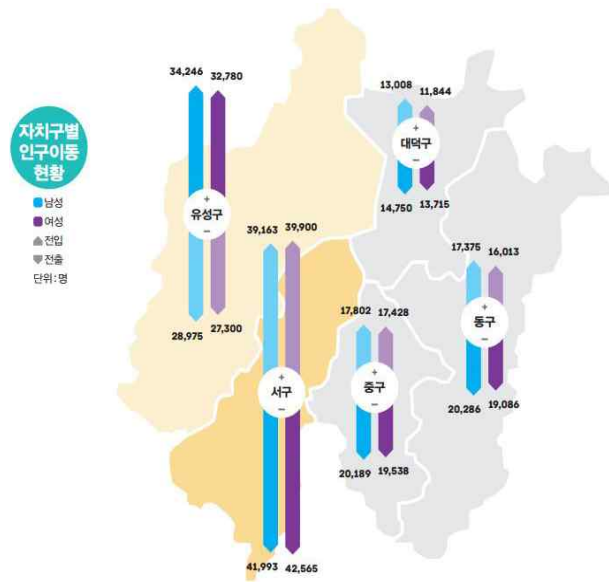 자치구별
인구이동
현황
남성
여성
전입
전출
단위:명
34,246 32,780
+
유성구
−
28,975 27,300
13,008 11,844
+
대덕구
−
14,750 13,715
39,163 39,900
+
서구
−
41,993 42,565
17,802 17,428
+
중구
−
20,189 19,538
17,375 16,013
+
동구
−
20,286 19,086